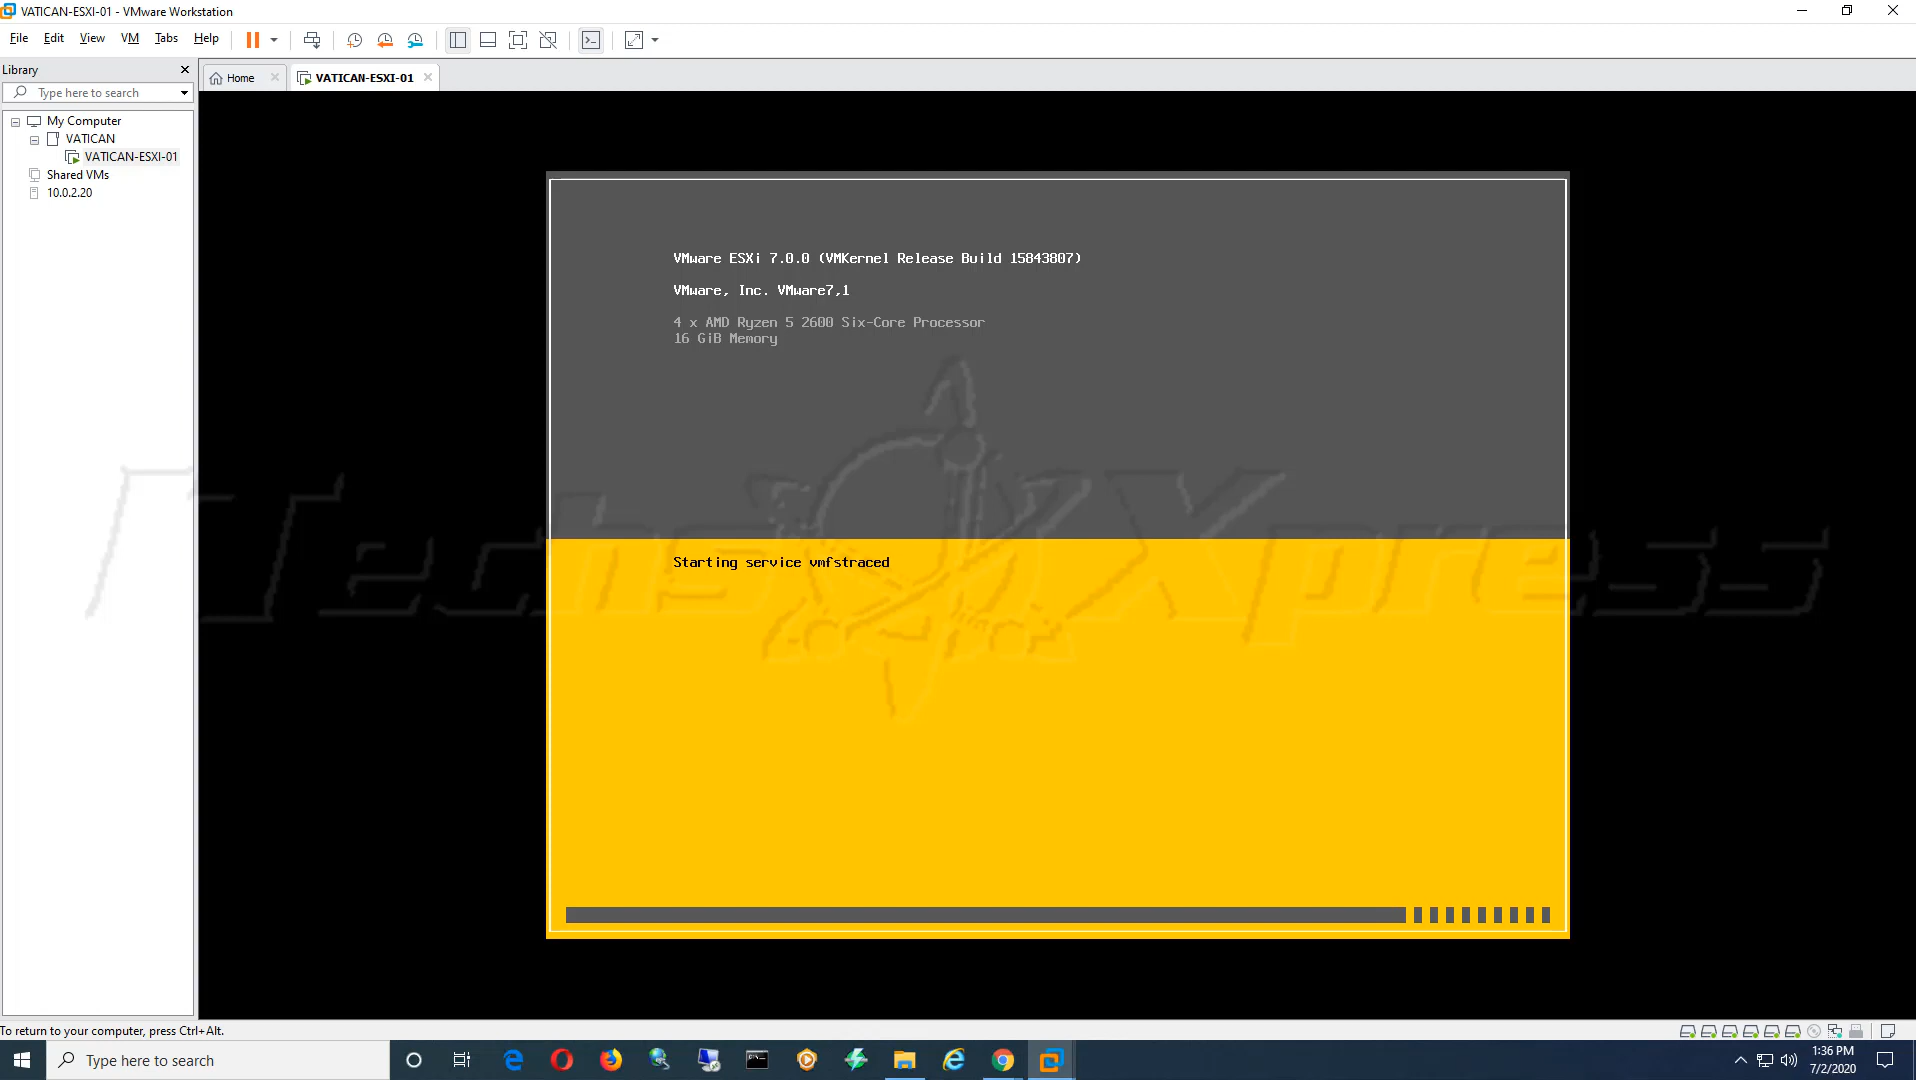 VATICAN-ESXI-01 - VMware Workstation
File Edit View VM Tabs Help
Library
Type here to search
My Computer
VATICAN
VATICAN-ESXI-01
Shared VMs
10.0.2.20
Home
VATICAN-ESXI-01
VMware ESXi 7.0.0 (VMKernel Release Build 15843807)
VMware, Inc. VMware7,1
4 x AMD Ryzen 5 2600 Six-Core Processor
16 GiB Memory
Techs Xpress
Starting service vmfstraced
To return to your computer, press Ctrl+Alt.
Type here to search
1:36 PM
7/2/2020